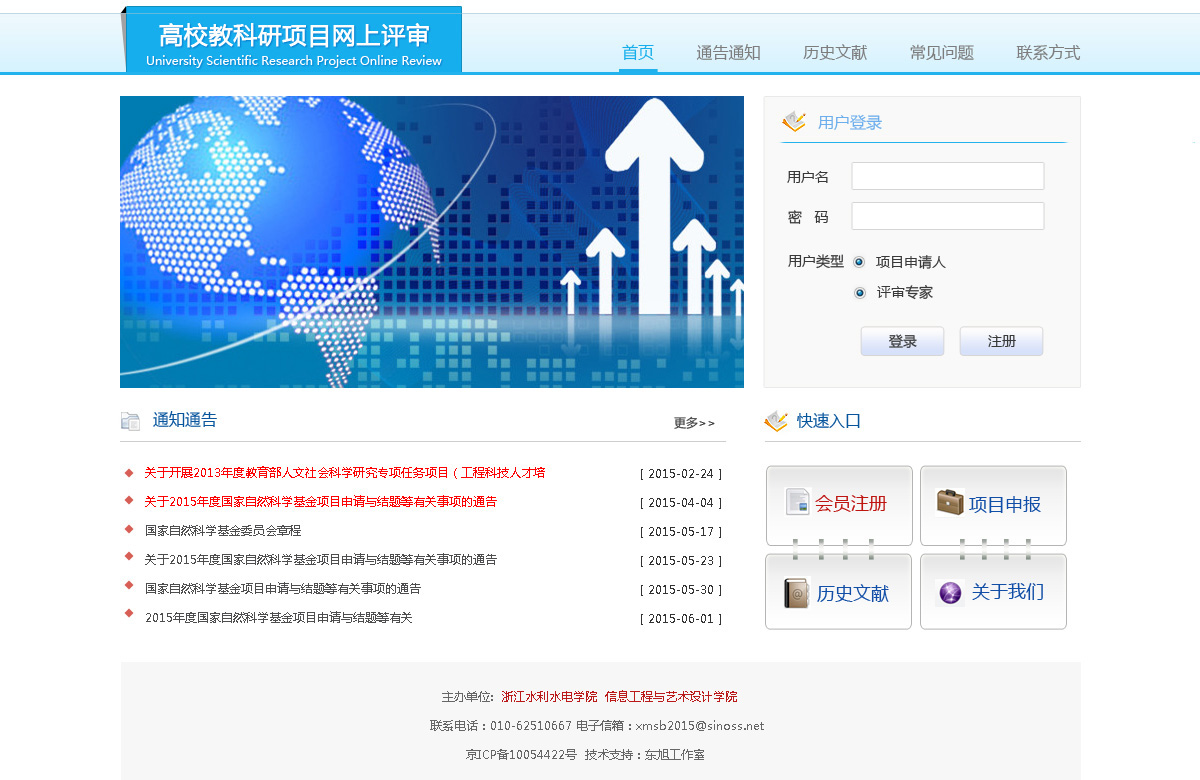 高校教科研项目网上评审
University Scientific Research Project Online Review
首页 通告通知 历史文献 常见问题 联系方式
用户登录
用户名
密 码
用户类型 项目申请人
评审专家
登录 注册
通知通告 更多>>
关于开展2013年度教育部人文社会科学研究专项任务项目（工程科技人才培 [ 2015-02-24 ]
关于2015年度国家自然科学基金项目申请与结题等有关事项的通告 [ 2015-04-04 ]
国家自然科学基金委员会章程 [ 2015-05-17 ]
关于2015年度国家自然科学基金项目申请与结题等有关事项的通告 [ 2015-05-23 ]
国家自然科学基金项目申请与结题等有关事项的通告 [ 2015-05-30 ]
2015年度国家自然科学基金项目申请与结题等有关 [ 2015-06-01 ]
快速入口
会员注册 项目申报
历史文献 关于我们
主办单位: 浙江水利水电学院 信息工程与艺术设计学院
联系电话：010-62510667 电子信箱：xmsb2015@sinoss.net
京ICP备10054422号 技术支持：东旭工作室